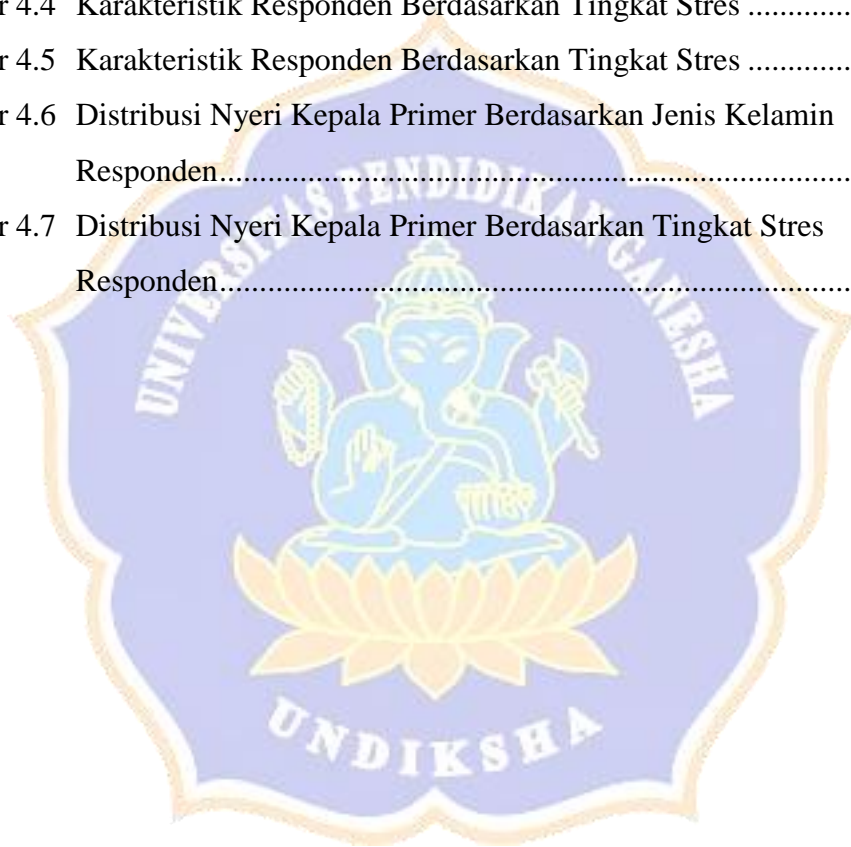 r 4.4 Karakteristik Responden Berdasarkan Tingkat Stres .............
r 4.5 Karakteristik Responden Berdasarkan Tingkat Stres .............
r 4.6 Distribusi Nyeri Kepala Primer Berdasarkan Jenis Kelamin
Responden................................................................................
r 4.7 Distribusi Nyeri Kepala Primer Berdasarkan Tingkat Stres
Responden................................................................................
UNIVERSITAS PENDIDIKAN GANESHA
UNDIKSHA